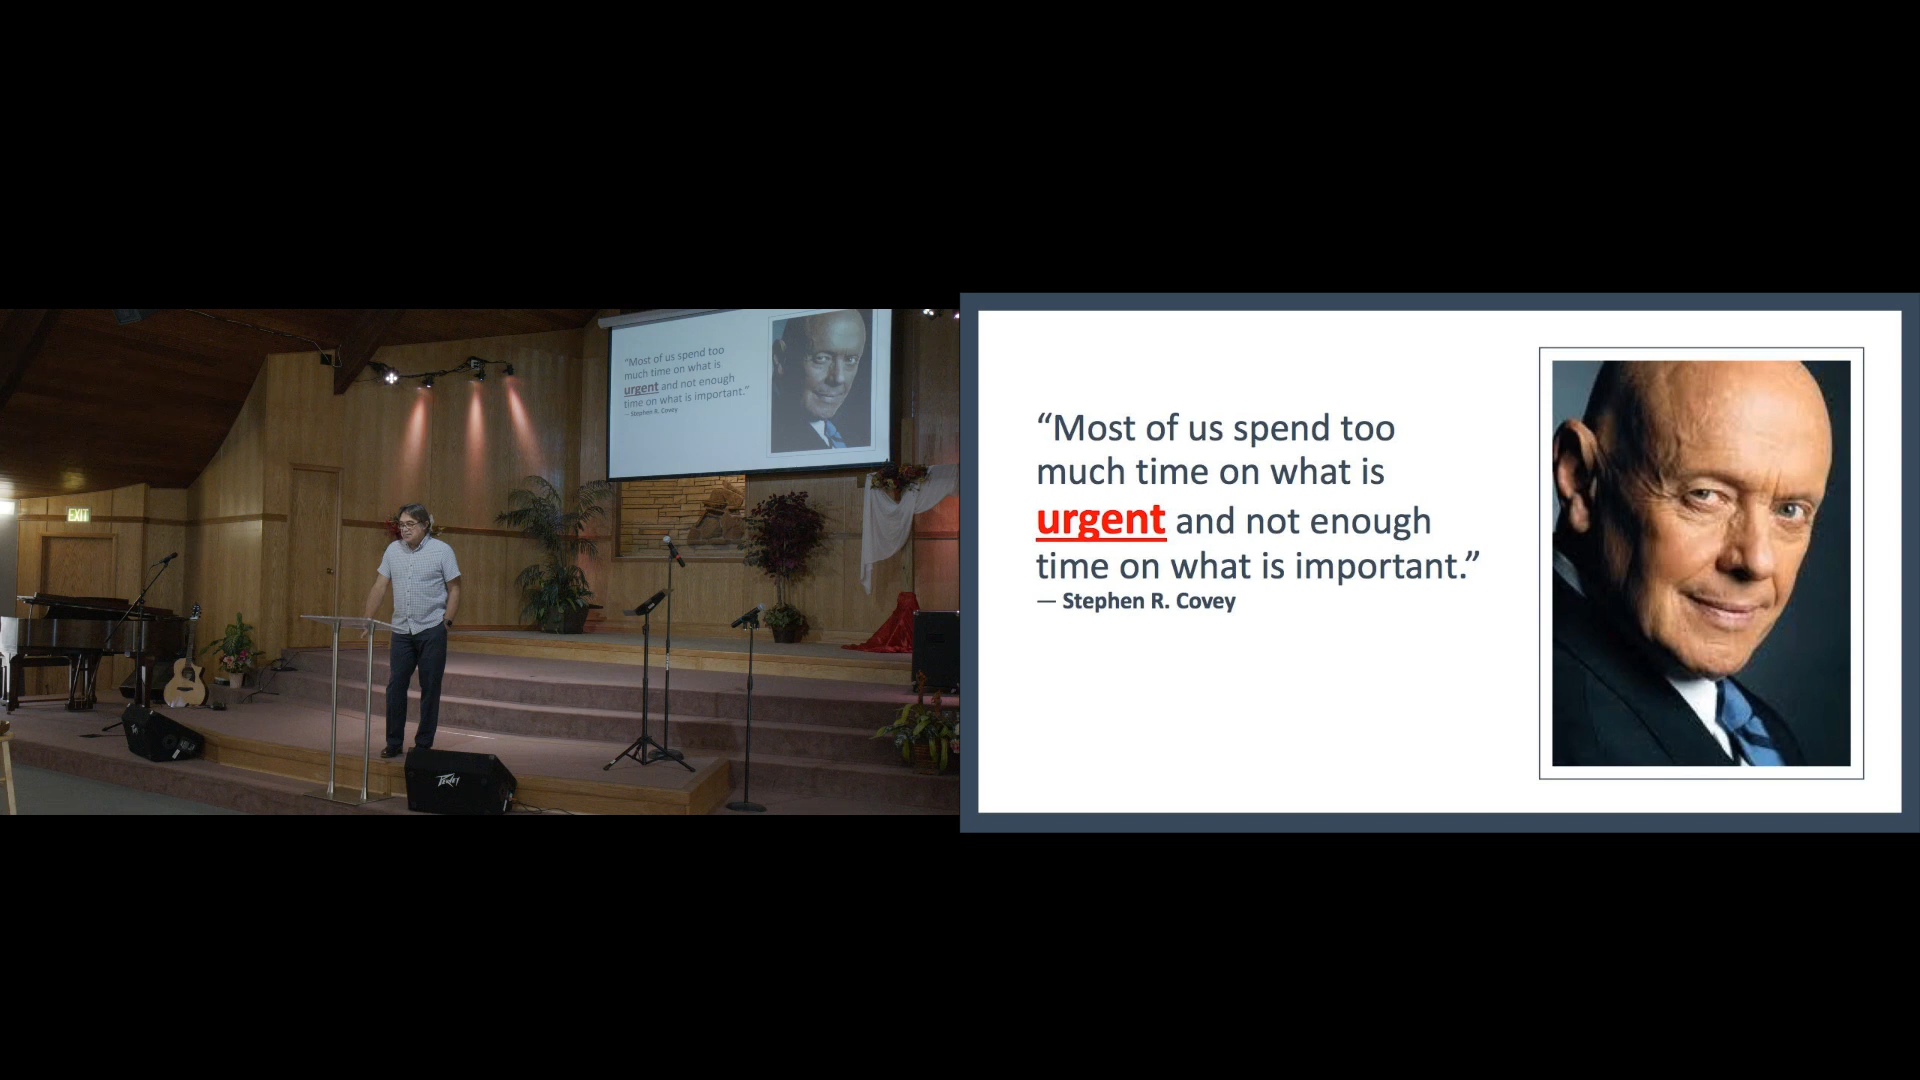 EXIT
“Most of us spend too
much time on what is
urgent and not enough
time on what is important.”
– Stephen R. Covey
PEAVEY
“Most of us spend too
much time on what is
urgent and not enough
time on what is important.”
— Stephen R. Covey